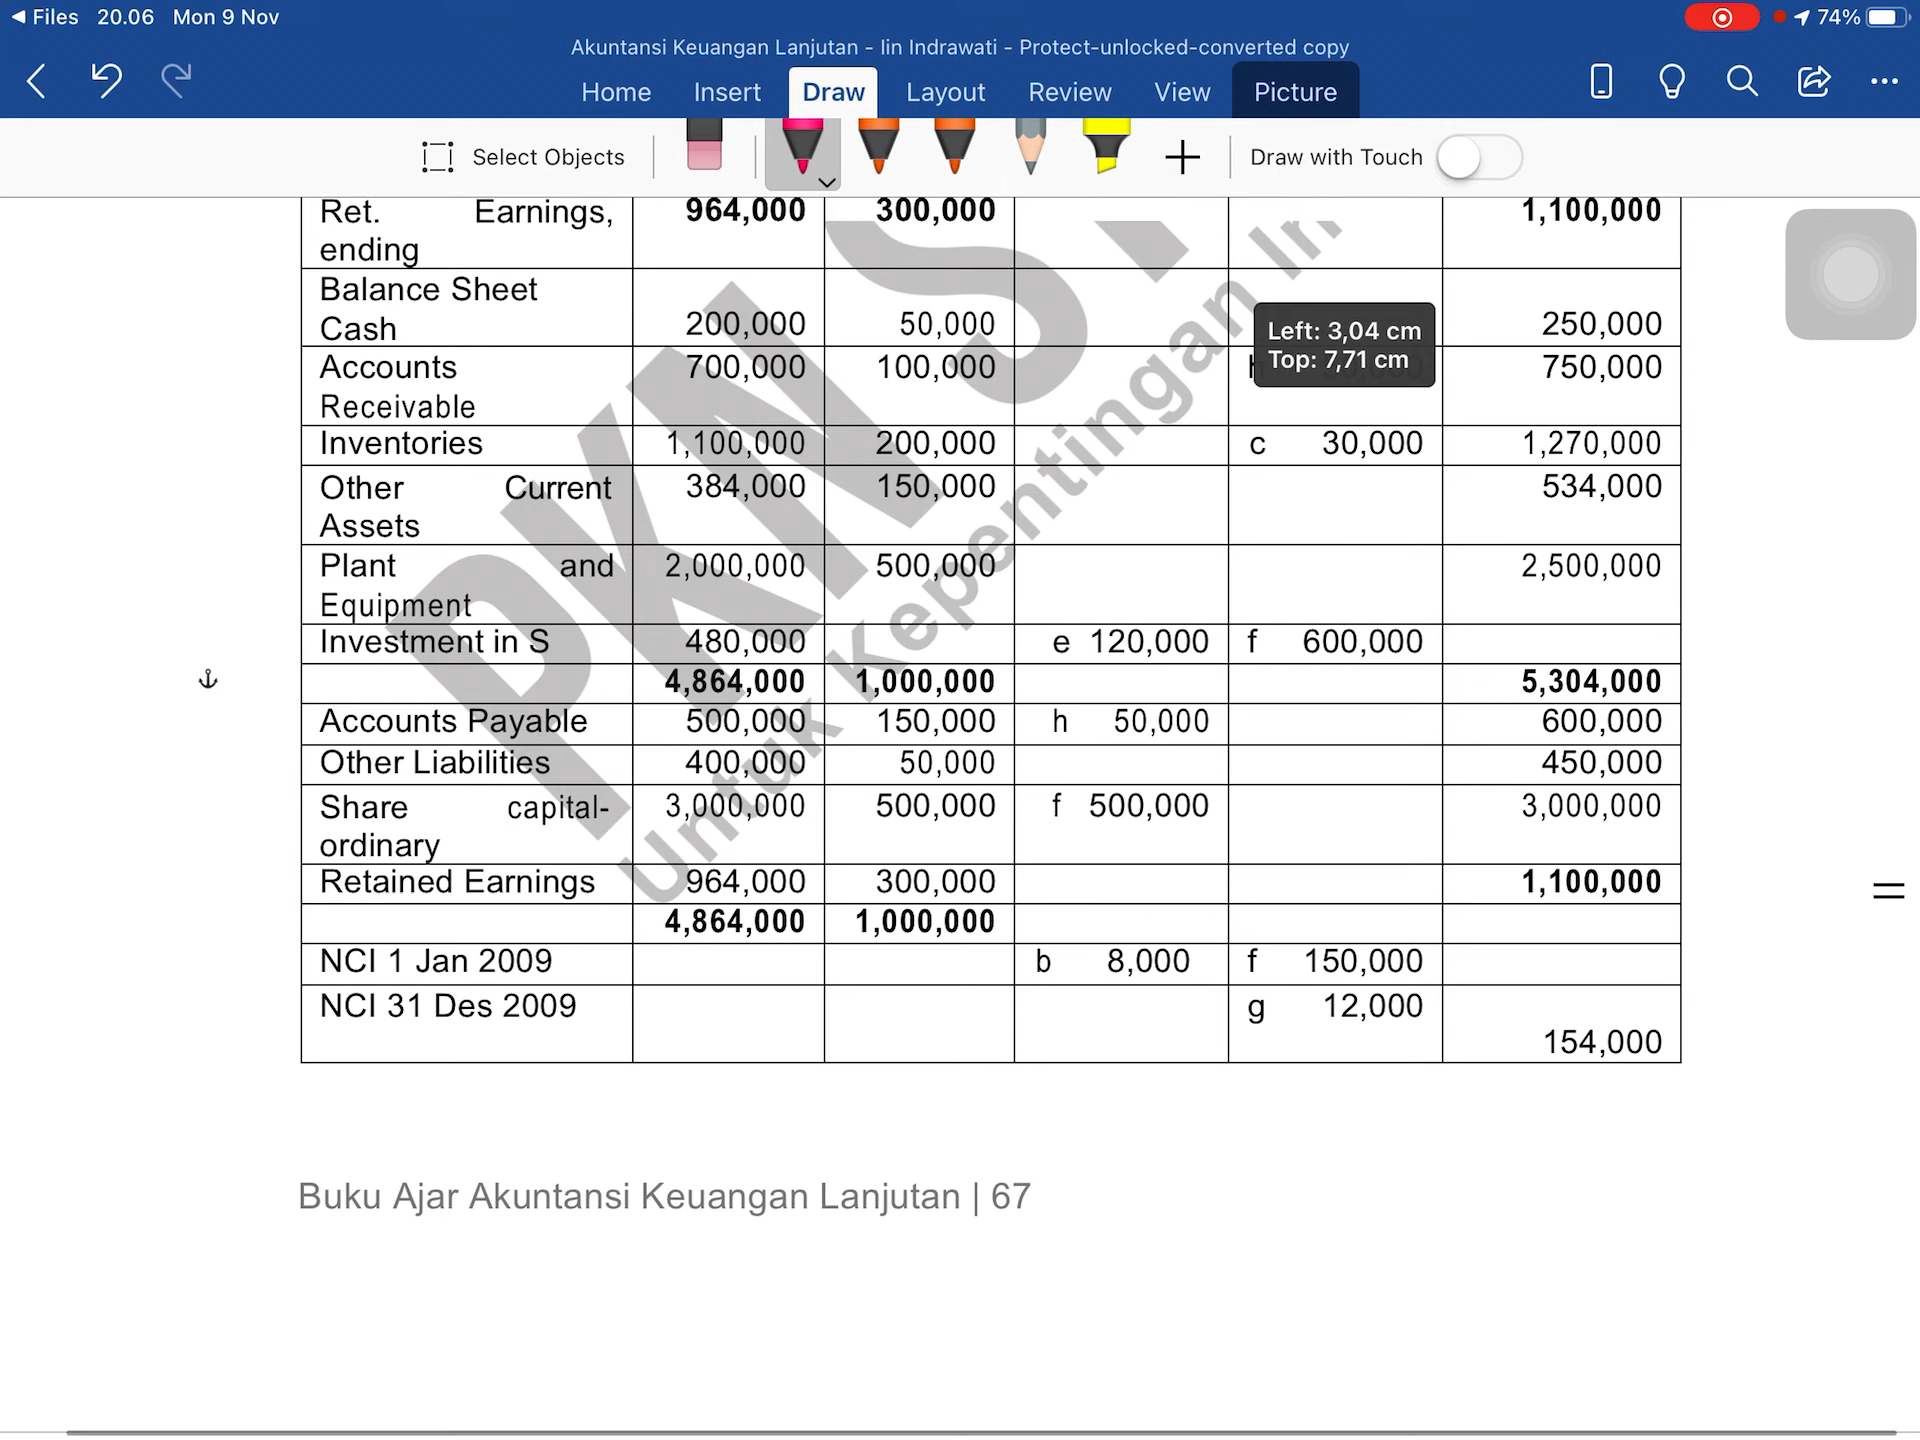 Files 20.06 Mon 9 Nov 74%
Akuntansi Keuangan Lanjutan - Iin Indrawati - Protect-unlocked-converted copy
Home Insert Draw Layout Review View Picture
Select Objects Draw with Touch
Ret. Earnings, 964,000 300,000 1,100,000
ending
Balance Sheet
Cash 200,000 50,000 250,000
Left: 3,04 cm
Top: 7,71 cm
Accounts 700,000 100,000 750,000
Receivable
Inventories 1,100,000 200,000 c 30,000 1,270,000
Other Current 384,000 150,000 534,000
Assets
Plant and 2,000,000 500,000 2,500,000
Equipment
Investment in S 480,000 e 120,000 f 600,000
4,864,000 1,000,000 5,304,000
Accounts Payable 500,000 150,000 h 50,000 600,000
Other Liabilities 400,000 50,000 450,000
Share capital- 3,000,000 500,000 f 500,000 3,000,000
ordinary
Retained Earnings 964,000 300,000 1,100,000
4,864,000 1,000,000
NCI 1 Jan 2009 b 8,000 f 150,000
NCI 31 Des 2009 g 12,000
154,000
PKN S
Untuk Kepentingan In
Buku Ajar Akuntansi Keuangan Lanjutan | 67